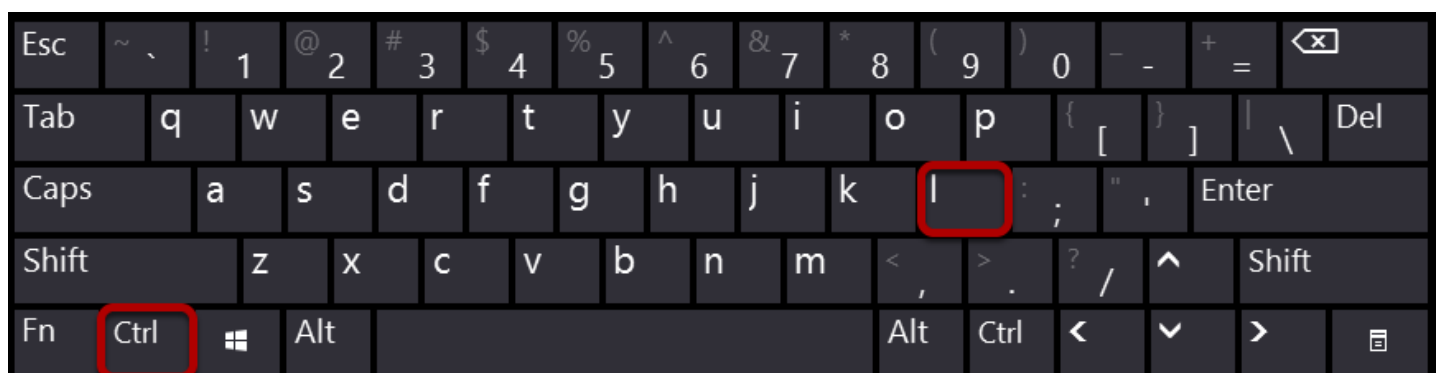 Esc ~ ` ! 1 @ 2 # 3 $ 4 % 5 ^ 6 & 7 * 8 ( 9 ) 0 _ - + =
Tab q w e r t y u i o p { [ } ] | \ Del
Caps a s d f g h j k l : ; " ' Enter
Shift z x c v b n m < , > . ? / Shift
Fn Ctrl Alt Alt Ctrl